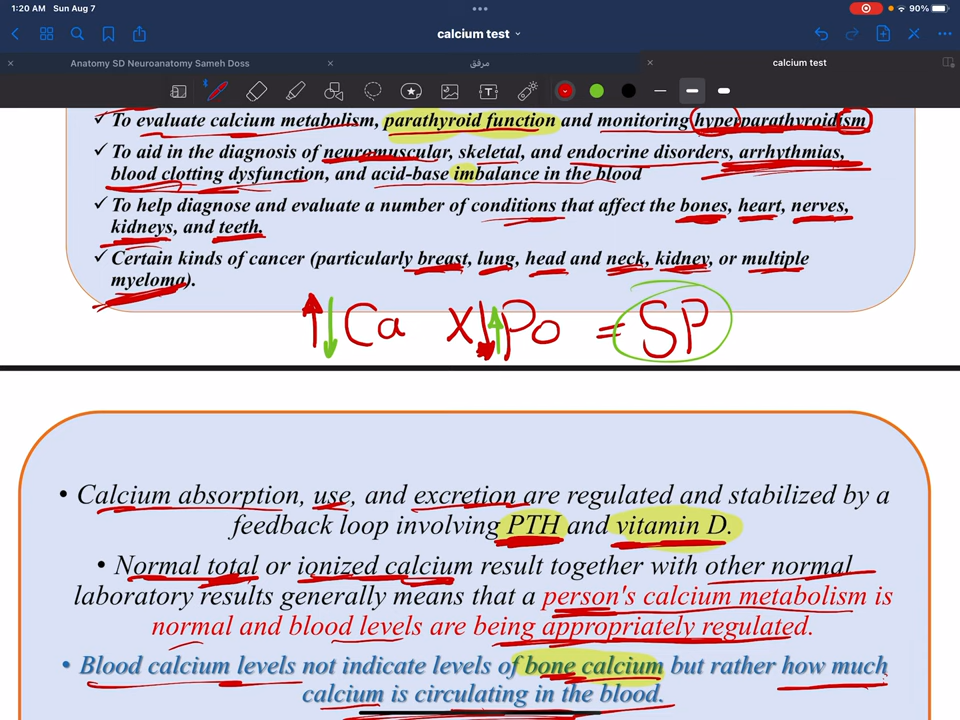 1:20 AM Sun Aug 7
90%
calcium test
Anatomy SD Neuroanatomy Sameh Doss
مرفق
calcium test
✓ To evaluate calcium metabolism, parathyroid function and monitoring hyperparathyroidism
✓ To aid in the diagnosis of neuromuscular, skeletal, and endocrine disorders, arrhythmias,
blood clotting dysfunction, and acid-base imbalance in the blood
✓ To help diagnose and evaluate a number of conditions that affect the bones, heart, nerves,
kidneys, and teeth.
✓ Certain kinds of cancer (particularly breast, lung, head and neck, kidney, or multiple
myeloma).
↑↓Ca X↓↑Po = SP
• Calcium absorption, use, and excretion are regulated and stabilized by a
feedback loop involving PTH and vitamin D.
• Normal total or ionized calcium result together with other normal
laboratory results generally means that a person's calcium metabolism is
normal and blood levels are being appropriately regulated.
• Blood calcium levels not indicate levels of bone calcium but rather how much
calcium is circulating in the blood.